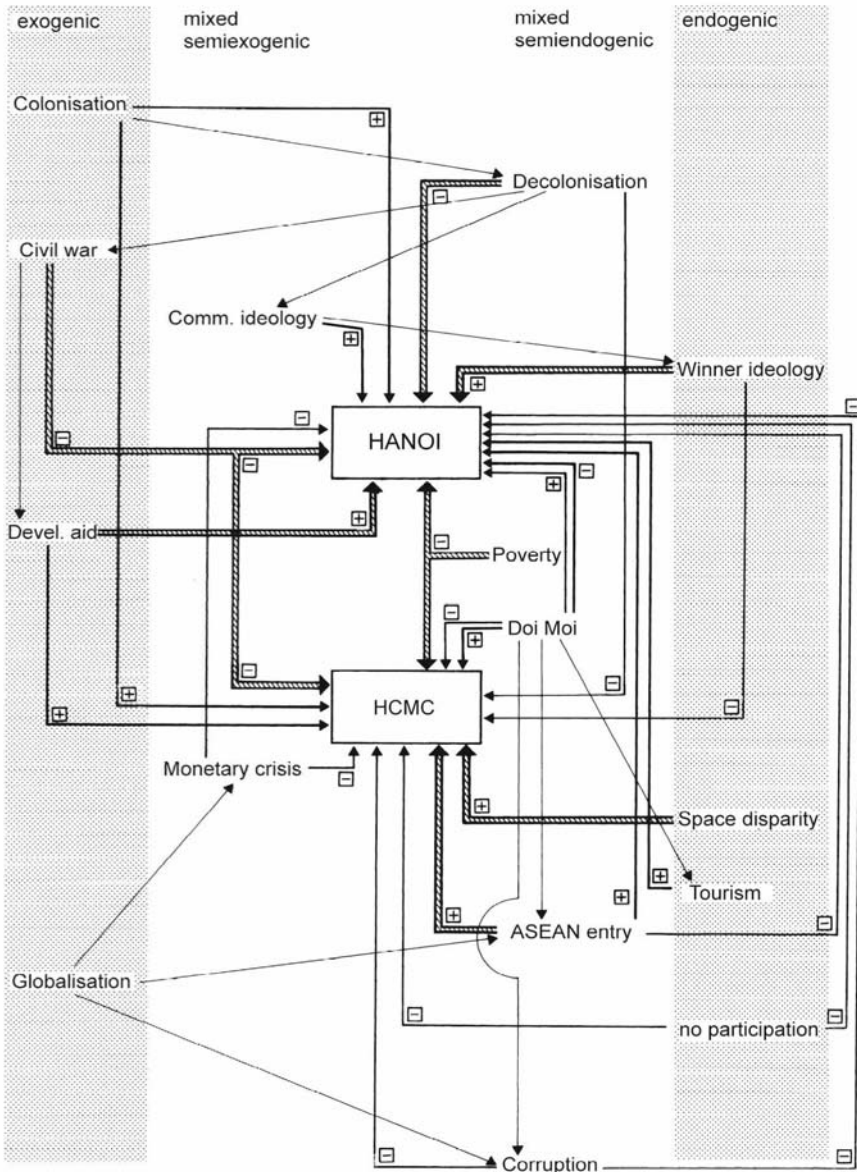 exogenic
mixed
semiexogenic
mixed
semiendogenic
endogenic
Colonisation
+
Decolonisation
−
Civil war
Comm. ideology
+
Winner ideology
+
−
−
HANOI
−
−
−
+
Devel. aid
+
−
Poverty
−
Doi Moi
+
−
−
HCMC
+
−
+
Monetary crisis
−
+
Space disparity
+
Tourism
+
+
ASEAN entry
−
Globalisation
−
no participation
−
−
Corruption
−